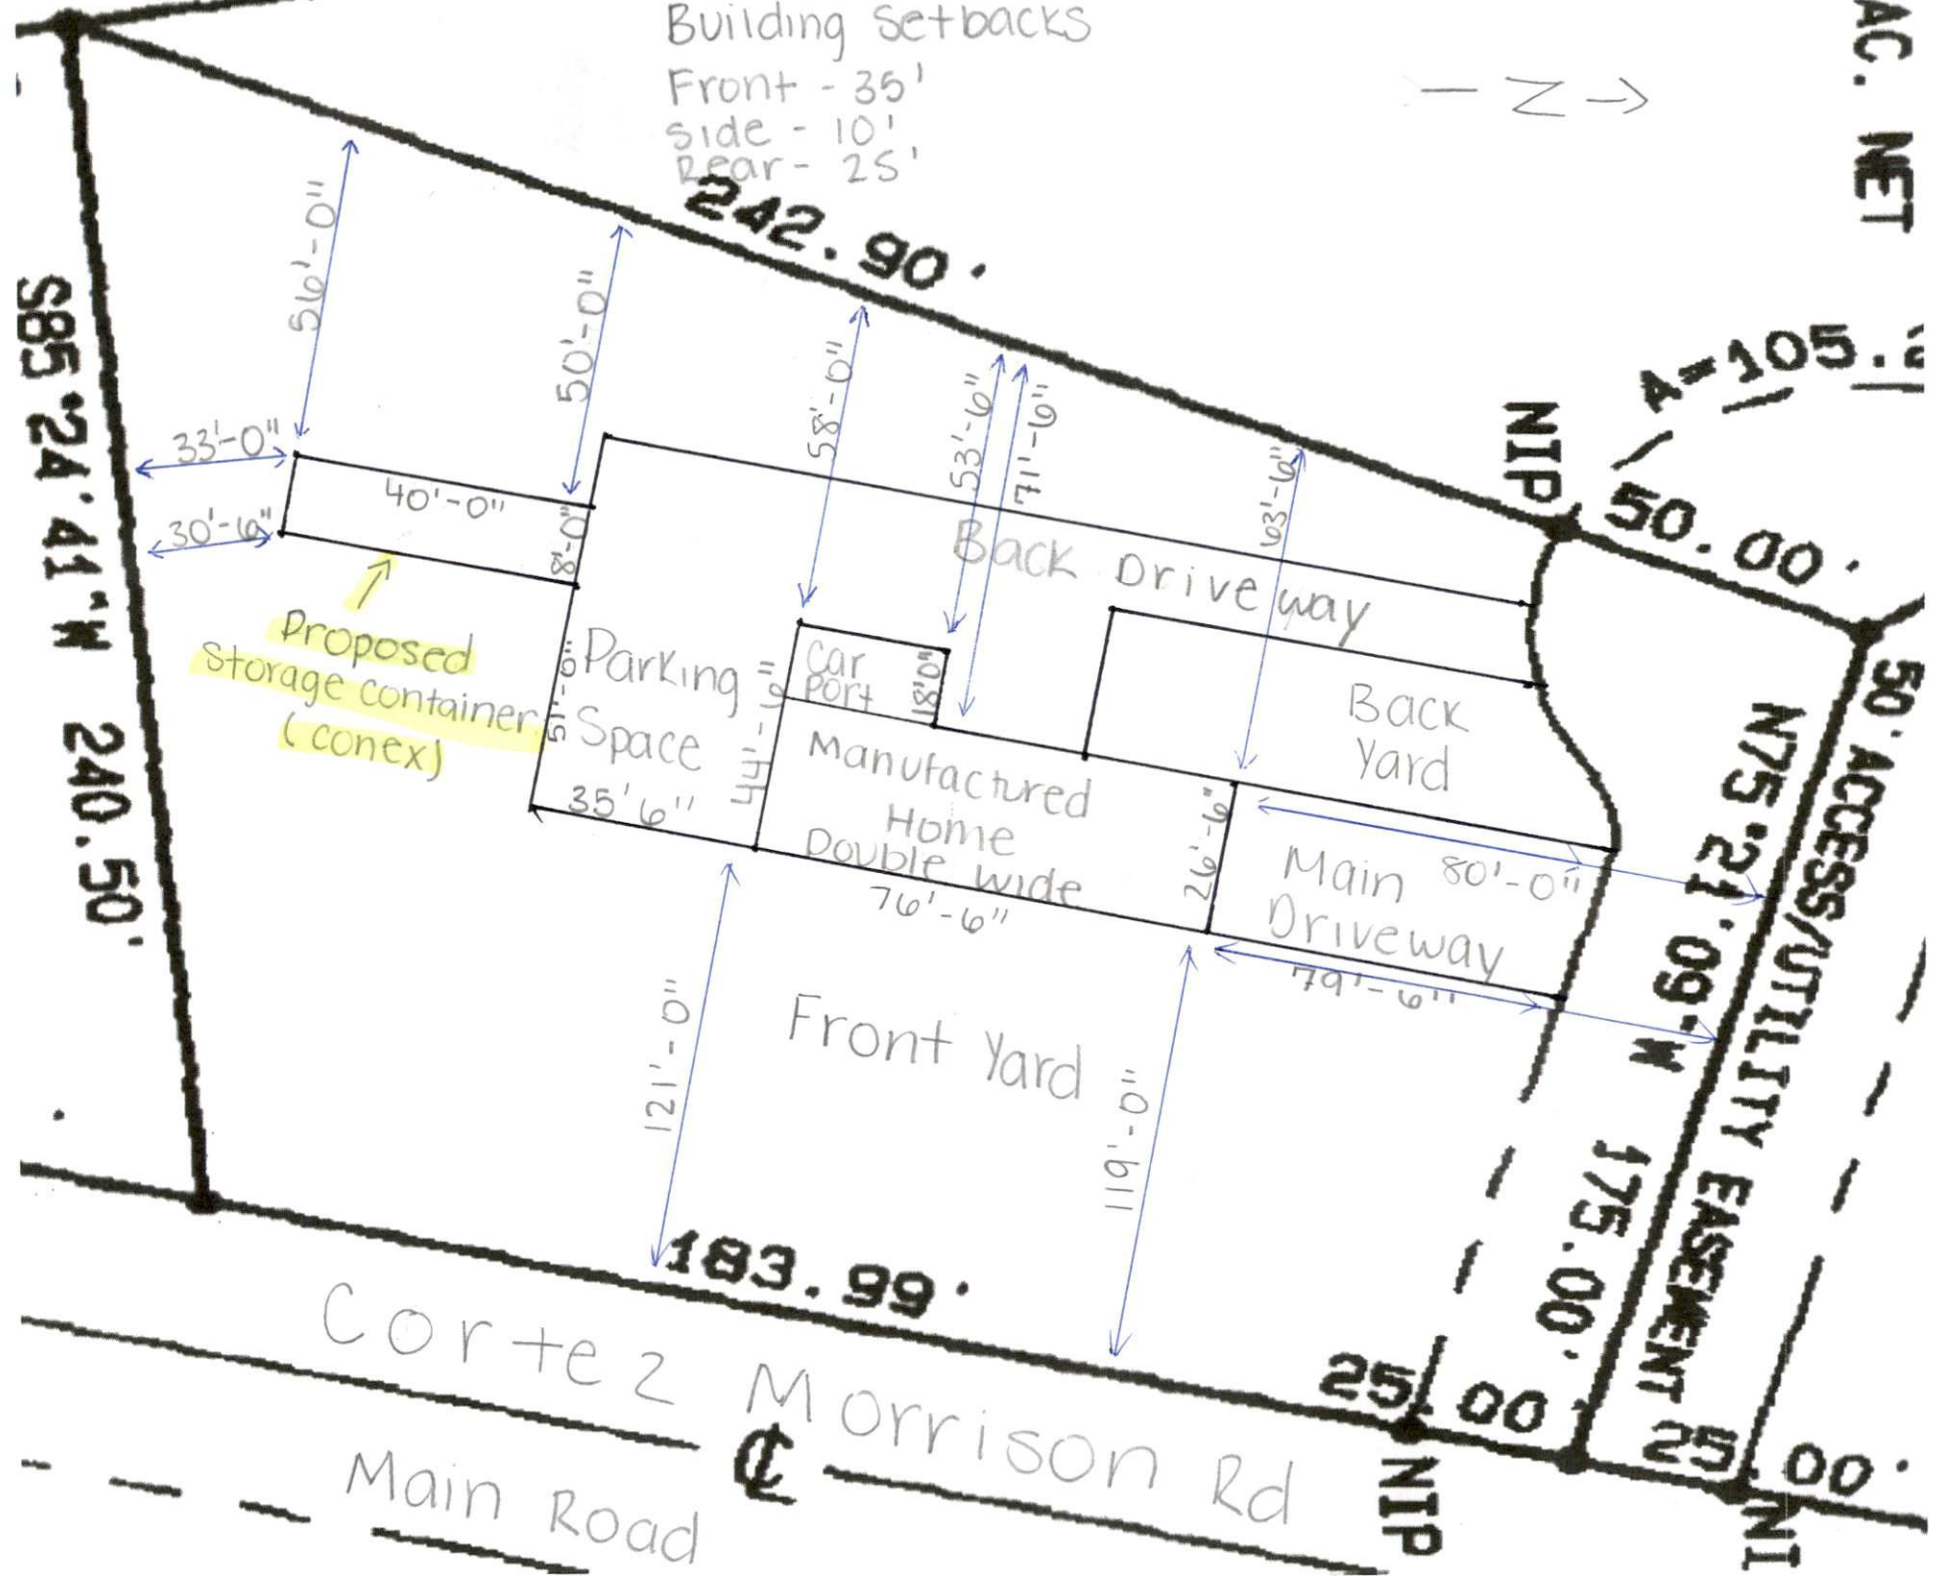 Building Setbacks
Front - 35'
Side - 10'
Rear - 25'
- Z →
AC. NET
242.90'
56'-0"
50'-0"
58'-0"
53'-6"
71'-6"
63'-6"
NIP
50.00'
33'-0"
30'-6"
40'-0"
8'-0"
S85°24'41"W 240.50'
Proposed
Storage container
(conex)
Back Driveway
Parking
Space
51'-0"
35'6"
44'-6"
Car
Port
18'0"
Manufactured
Home
Double wide
76'-6"
26'-6"
Back
Yard
Main
Driveway
80'-0"
79'-6"
N75°21'09"W 175.00'
50' ACCESS/UTILITY EASEMENT
121'-0"
Front Yard
119'-0"
183.99'
25.00'
25.00'
NIP
Cortez Morrison Rd
Main Road